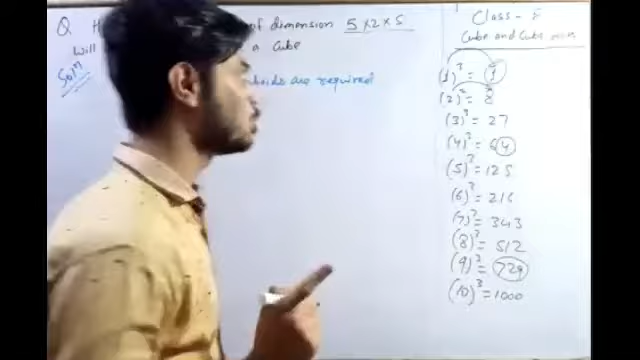 Q H of dimension 5×2×5
will a cube
Solⁿ
boids are required
Class - 8
Cube and Cube roots
(1)³ = 1
(2)³ = 8
(3)³ = 27
(4)³ = 64
(5)³ = 125
(6)³ = 216
(7)³ = 343
(8)³ = 512
(9)³ = 729
(10)³ = 1000